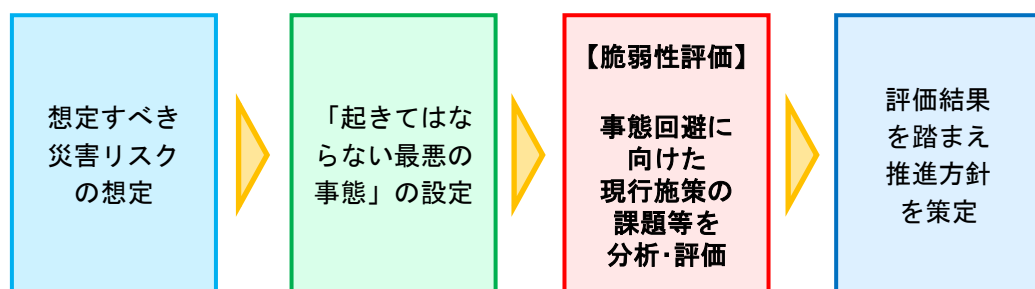 想定すべき
災害リスク
の想定
「起きてはな
らない最悪の
事態」の設定
【脆弱性評価】
事態回避に
向けた
現行施策の
課題等を
分析･評価
評価結果
を踏まえ
推進方針
を策定